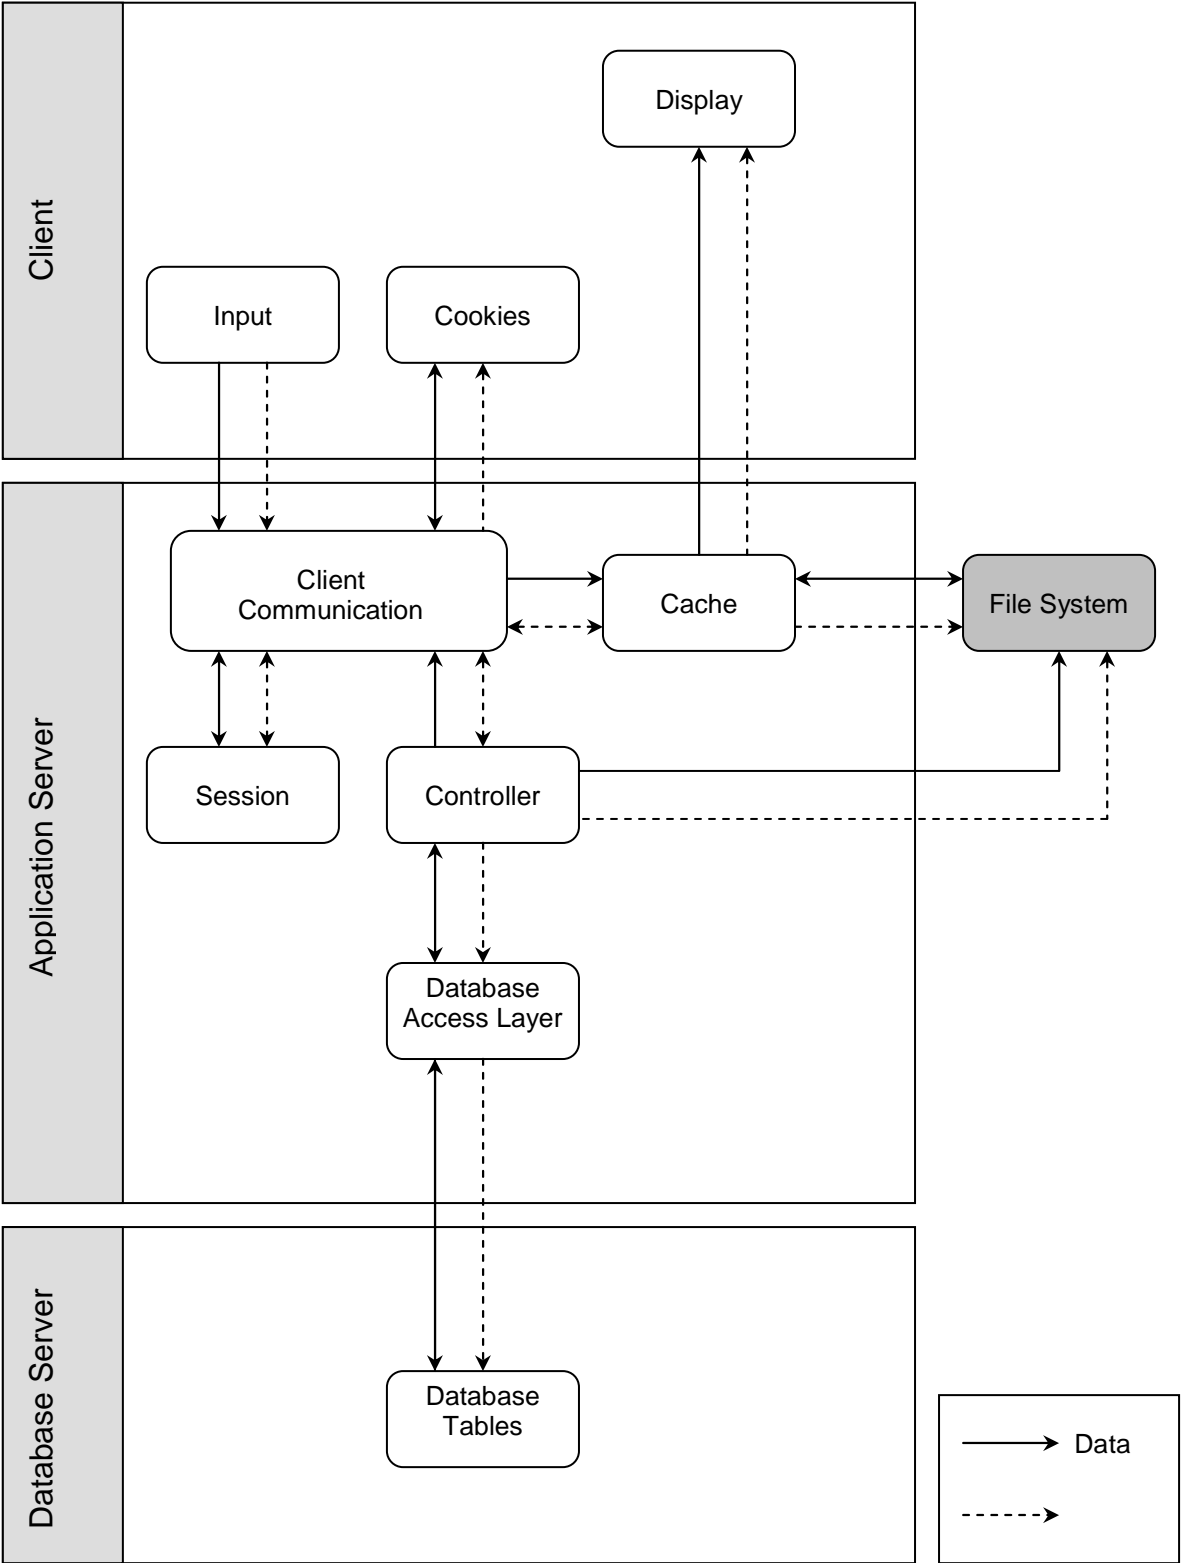 Client
Display
Input
Cookies
Application Server
Client
Communication
Cache
File System
Session
Controller
Database
Access Layer
Database Server
Database
Tables
Data